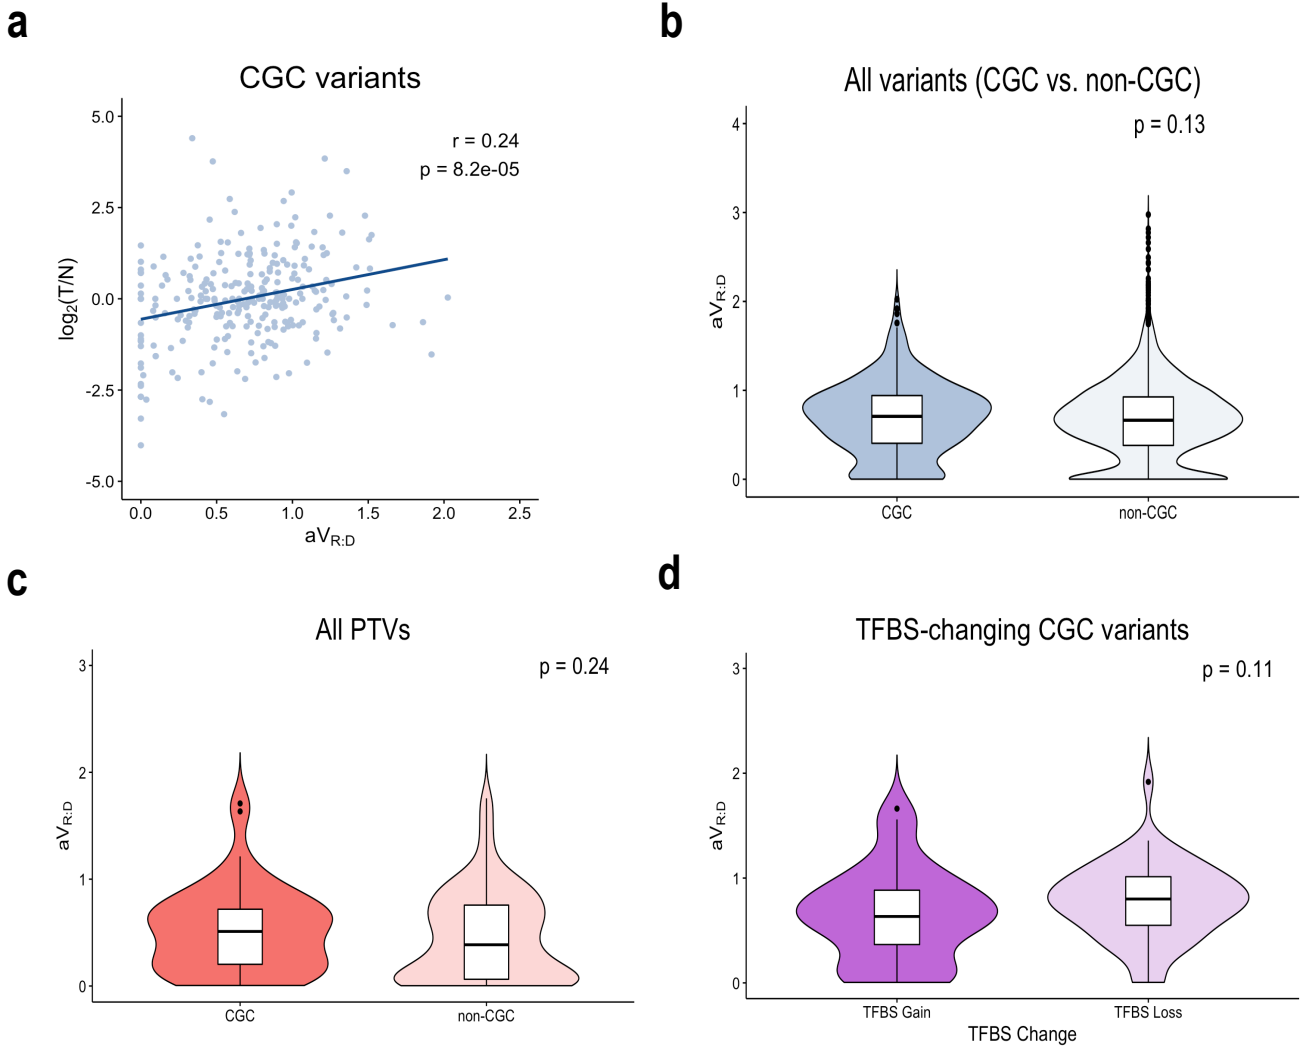 a
CGC variants
r = 0.24
p = 8.2e-05
5.0
2.5
0.0
-2.5
-5.0
log2(T/N)
0.0 0.5 1.0 1.5 2.0 2.5
aVR:D
b
All variants (CGC vs. non-CGC)
p = 0.13
4
3
2
1
0
aVR:D
CGC non-CGC
c
All PTVs
p = 0.24
3
2
1
0
aVR:D
CGC non-CGC
d
TFBS-changing CGC variants
p = 0.11
3
2
1
0
aVR:D
TFBS Gain TFBS Loss
TFBS Change